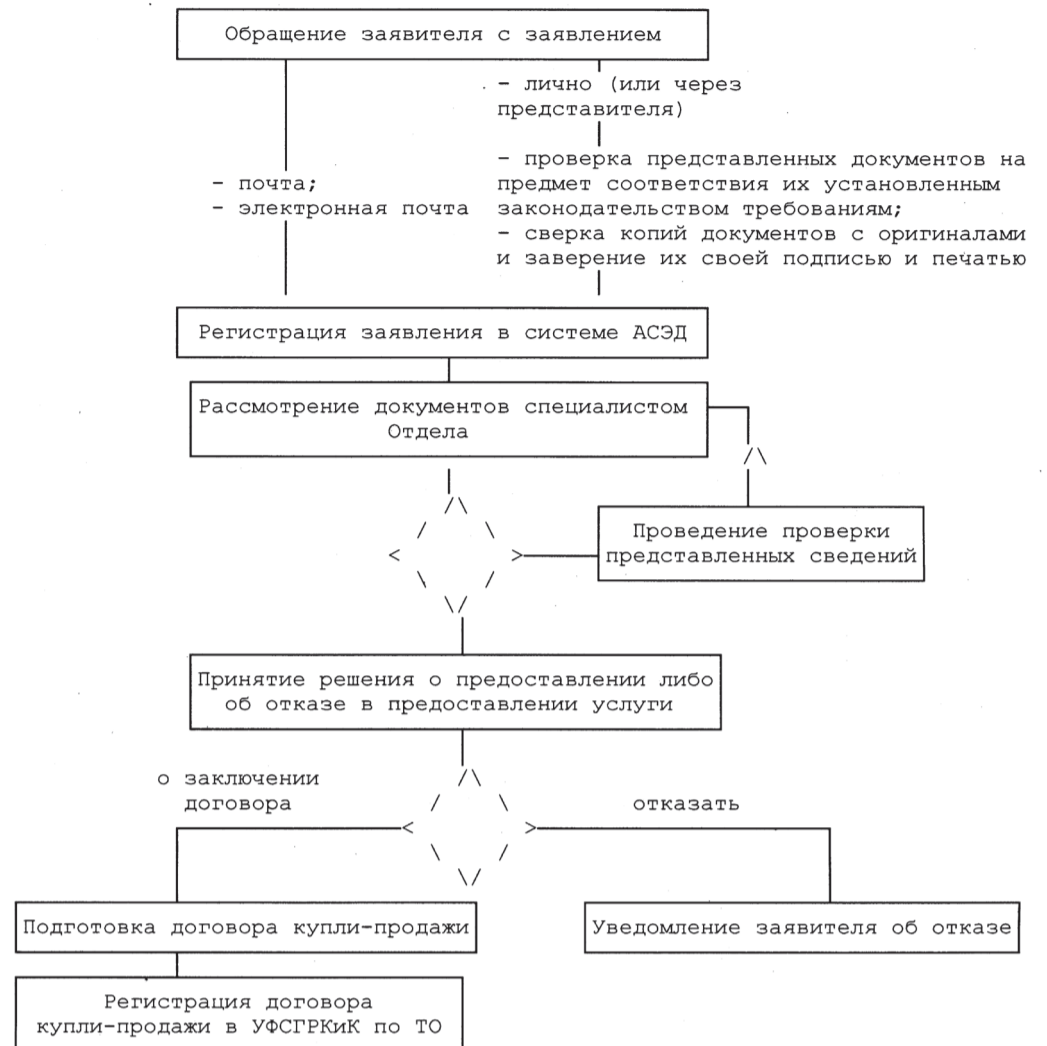 Обращение заявителя с заявлением
- лично (или через
представителя)
- почта;
- электронная почта
- проверка представленных документов на
предмет соответствия их установленным
законодательством требованиям;
- сверка копий документов с оригиналами
и заверение их своей подписью и печатью
Регистрация заявления в системе АСЭД
Рассмотрение документов специалистом
Отдела
Проведение проверки
представленных сведений
Принятие решения о предоставлении либо
об отказе в предоставлении услуги
о заключении
договора
отказать
Подготовка договора купли-продажи
Уведомление заявителя об отказе
Регистрация договора
купли-продажи в УФСГРКиК по ТО